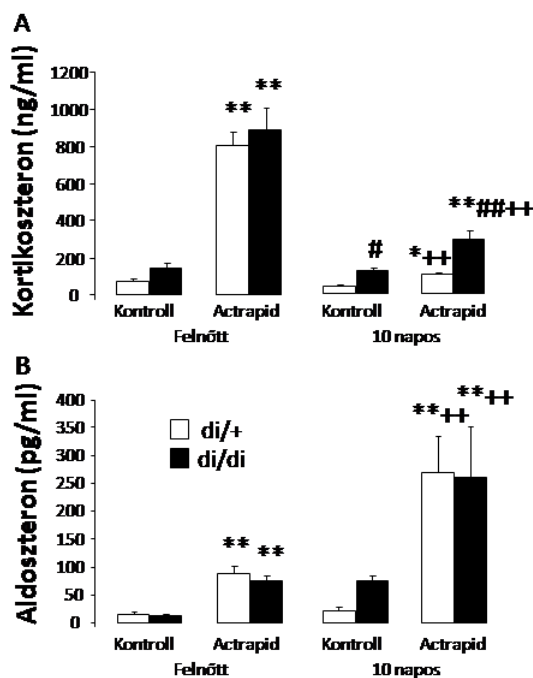 A
Kortikoszteron (ng/ml)
1200
1000
800
600
400
200
0
** **
#
*++
**##++
Kontroll Actrapid Kontroll Actrapid
Felnőtt 10 napos
B
Aldoszteron (pg/ml)
400
350
300
250
200
150
100
50
0
di/+
di/di
** **
**++
**++
Kontroll Actrapid Kontroll Actrapid
Felnőtt 10 napos